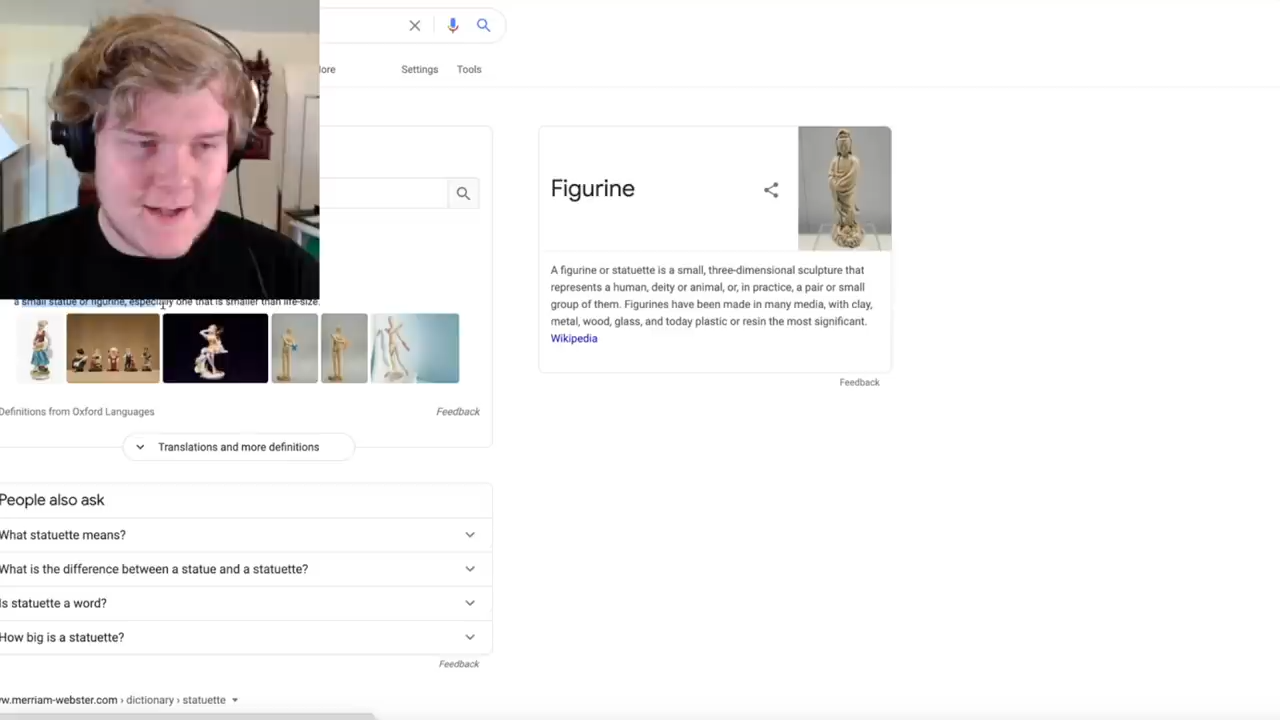 Settings
Tools
Figurine
A figurine or statuette is a small, three-dimensional sculpture that
represents a human, deity or animal, or, in practice, a pair or small
group of them. Figurines have been made in many media, with clay,
metal, wood, glass, and today plastic or resin the most significant.
Wikipedia
Feedback
a small statue or figurine, especially one that is smaller than life-size.
Definitions from Oxford Languages
Feedback
Translations and more definitions
People also ask
What statuette means?
What is the difference between a statue and a statuette?
Is statuette a word?
How big is a statuette?
Feedback
w.merriam-webster.com › dictionary › statuette